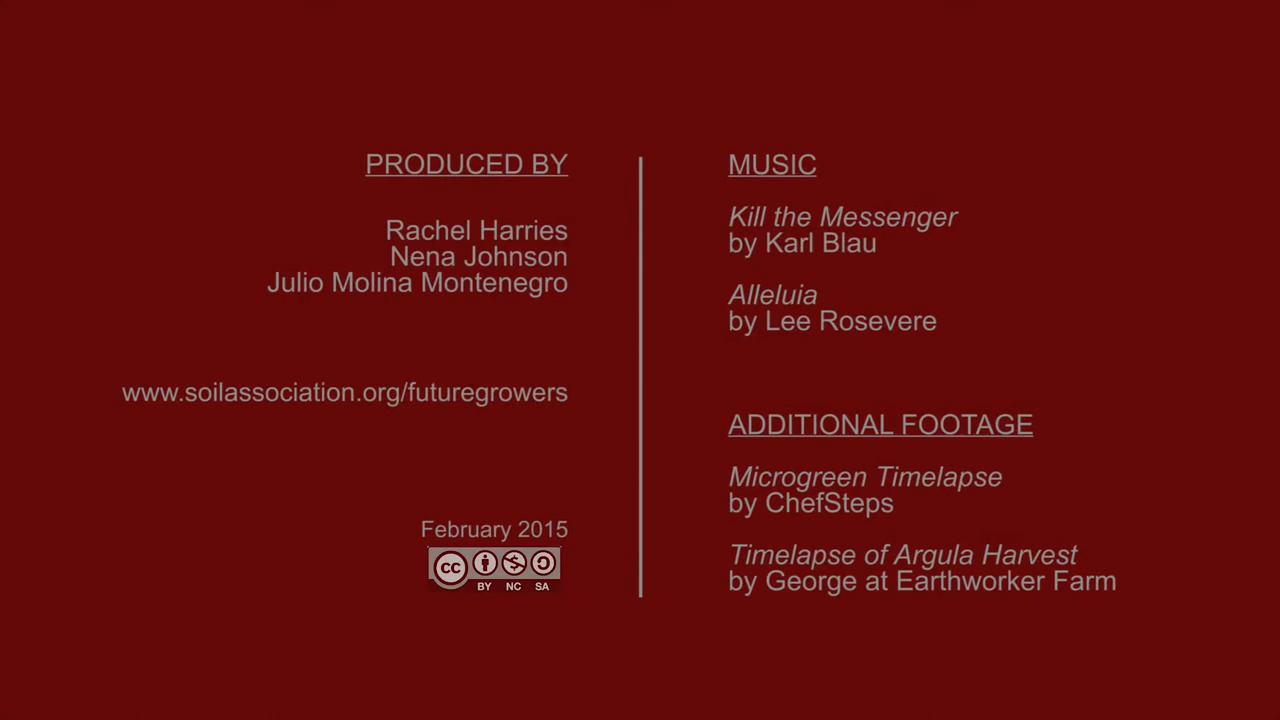 PRODUCED BY
Rachel Harries
Nena Johnson
Julio Molina Montenegro
www.soilassociation.org/futuregrowers
February 2015
cc
BY NC SA
MUSIC
Kill the Messenger
by Karl Blau
Alleluia
by Lee Rosevere
ADDITIONAL FOOTAGE
Microgreen Timelapse
by ChefSteps
Timelapse of Argula Harvest
by George at Earthworker Farm